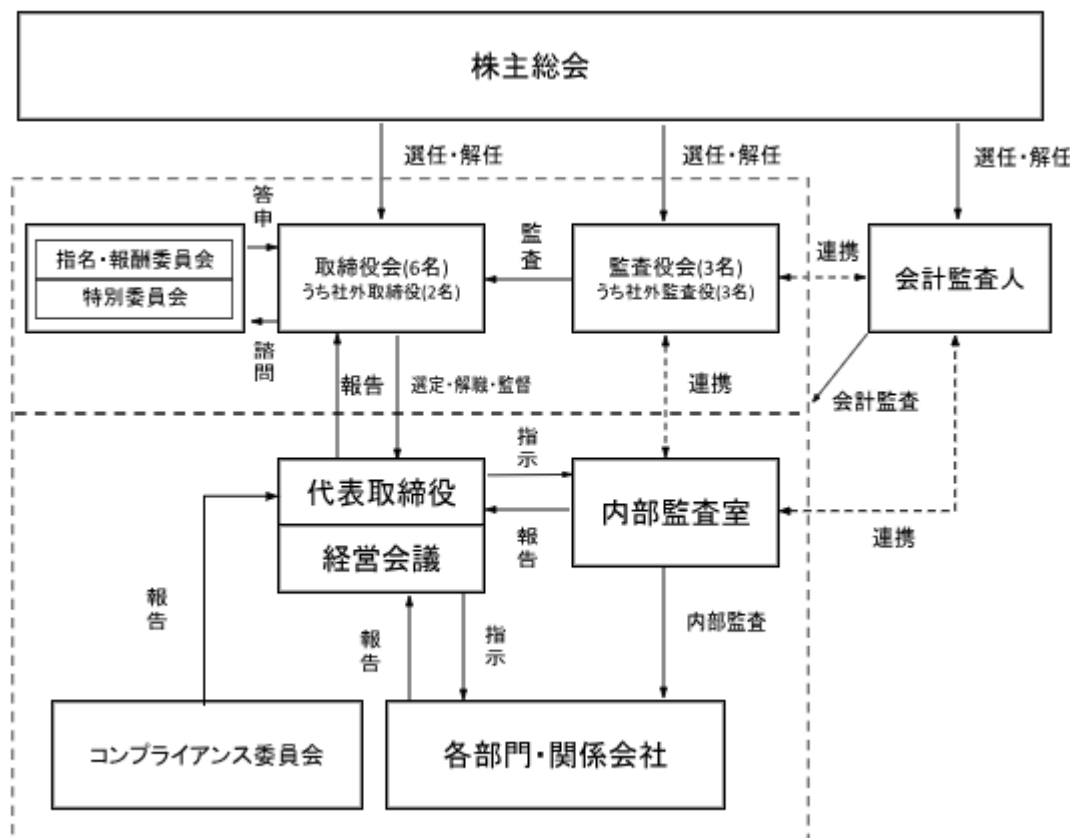 株主総会
選任・解任
選任・解任
選任・解任
答申
指名・報酬委員会
特別委員会
諮問
取締役会(6名)
うち社外取締役(2名)
監査
監査役会(3名)
うち社外監査役(3名)
連携
会計監査人
報告
選定・解職・監督
連携
会計監査
代表取締役
経営会議
指示
報告
内部監査室
連携
報告
報告
指示
内部監査
コンプライアンス委員会
各部門・関係会社